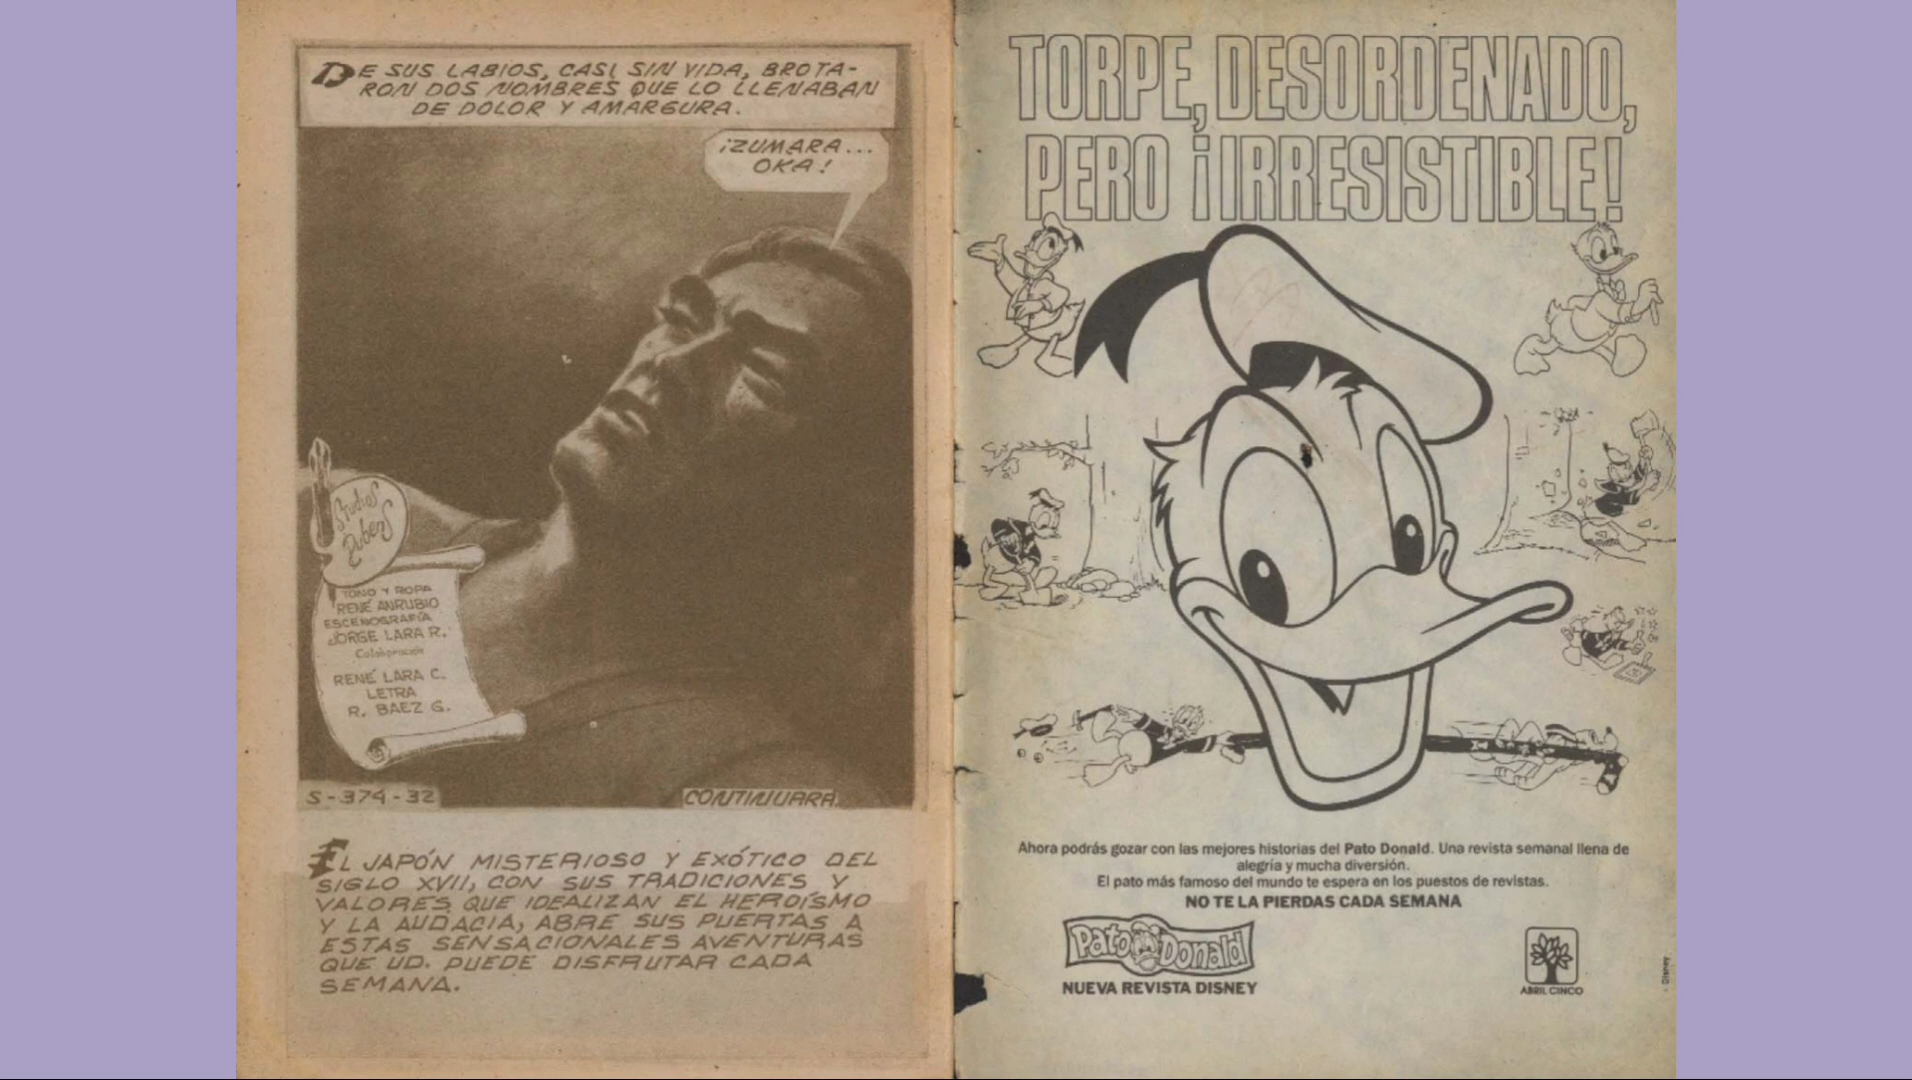 DE SUS LABIOS, CASI SIN VIDA, BROTA-
RON DOS NOMBRES QUE LO LLENABAN
DE DOLOR Y AMARGURA.
¡ZUMARA...
OKA!
Studios
Rubens
TONO Y ROPA
RENÉ ANRUBIO
ESCENOGRAFÍA
JORGE LARA R.
Colaboración
RENÉ LARA C.
LETRA
R. BAEZ G.
S-374-32
CONTINUARA.
EL JAPÓN MISTERIOSO Y EXÓTICO DEL
SIGLO XVII, CON SUS TRADICIONES Y
VALORES QUE IDEALIZAN EL HEROÍSMO
Y LA AUDACIA, ABRE SUS PUERTAS A
ESTAS SENSACIONALES AVENTURAS
QUE UD. PUEDE DISFRUTAR CADA
SEMANA.
TORPE, DESORDENADO,
PERO ¡IRRESISTIBLE!
Ahora podrás gozar con las mejores historias del Pato Donald. Una revista semanal llena de
alegría y mucha diversión.
El pato más famoso del mundo te espera en los puestos de revistas.
NO TE LA PIERDAS CADA SEMANA
Pato Donald
NUEVA REVISTA DISNEY
ABRIL CINCO
Disney